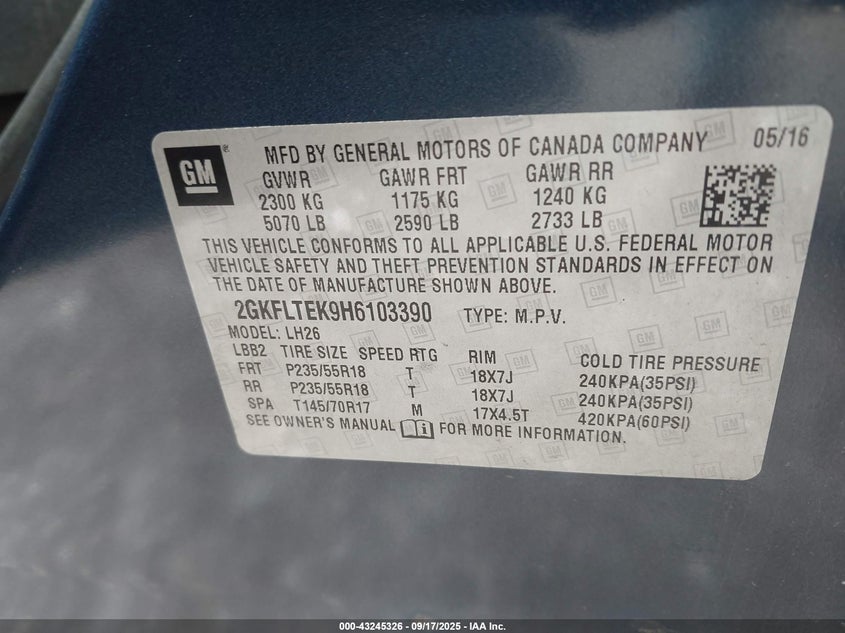 GM
MFD BY GENERAL MOTORS OF CANADA COMPANY 05/16
GVWR GAWR FRT GAWR RR
2300 KG 1175 KG 1240 KG
5070 LB 2590 LB 2733 LB
THIS VEHICLE CONFORMS TO ALL APPLICABLE U.S. FEDERAL MOTOR
VEHICLE SAFETY AND THEFT PREVENTION STANDARDS IN EFFECT ON
THE DATE OF MANUFACTURE SHOWN ABOVE.
2GKFLTEK9H6103390 TYPE: M.P.V.
MODEL: LH26
LBB2 TIRE SIZE SPEED RTG RIM COLD TIRE PRESSURE
FRT P235/55R18 T 18X7J 240KPA(35PSI)
RR P235/55R18 T 18X7J 240KPA(35PSI)
SPA T145/70R17 M 17X4.5T 420KPA(60PSI)
SEE OWNER'S MANUAL FOR MORE INFORMATION.
000-43245326 - 09/17/2025 - IAA Inc.